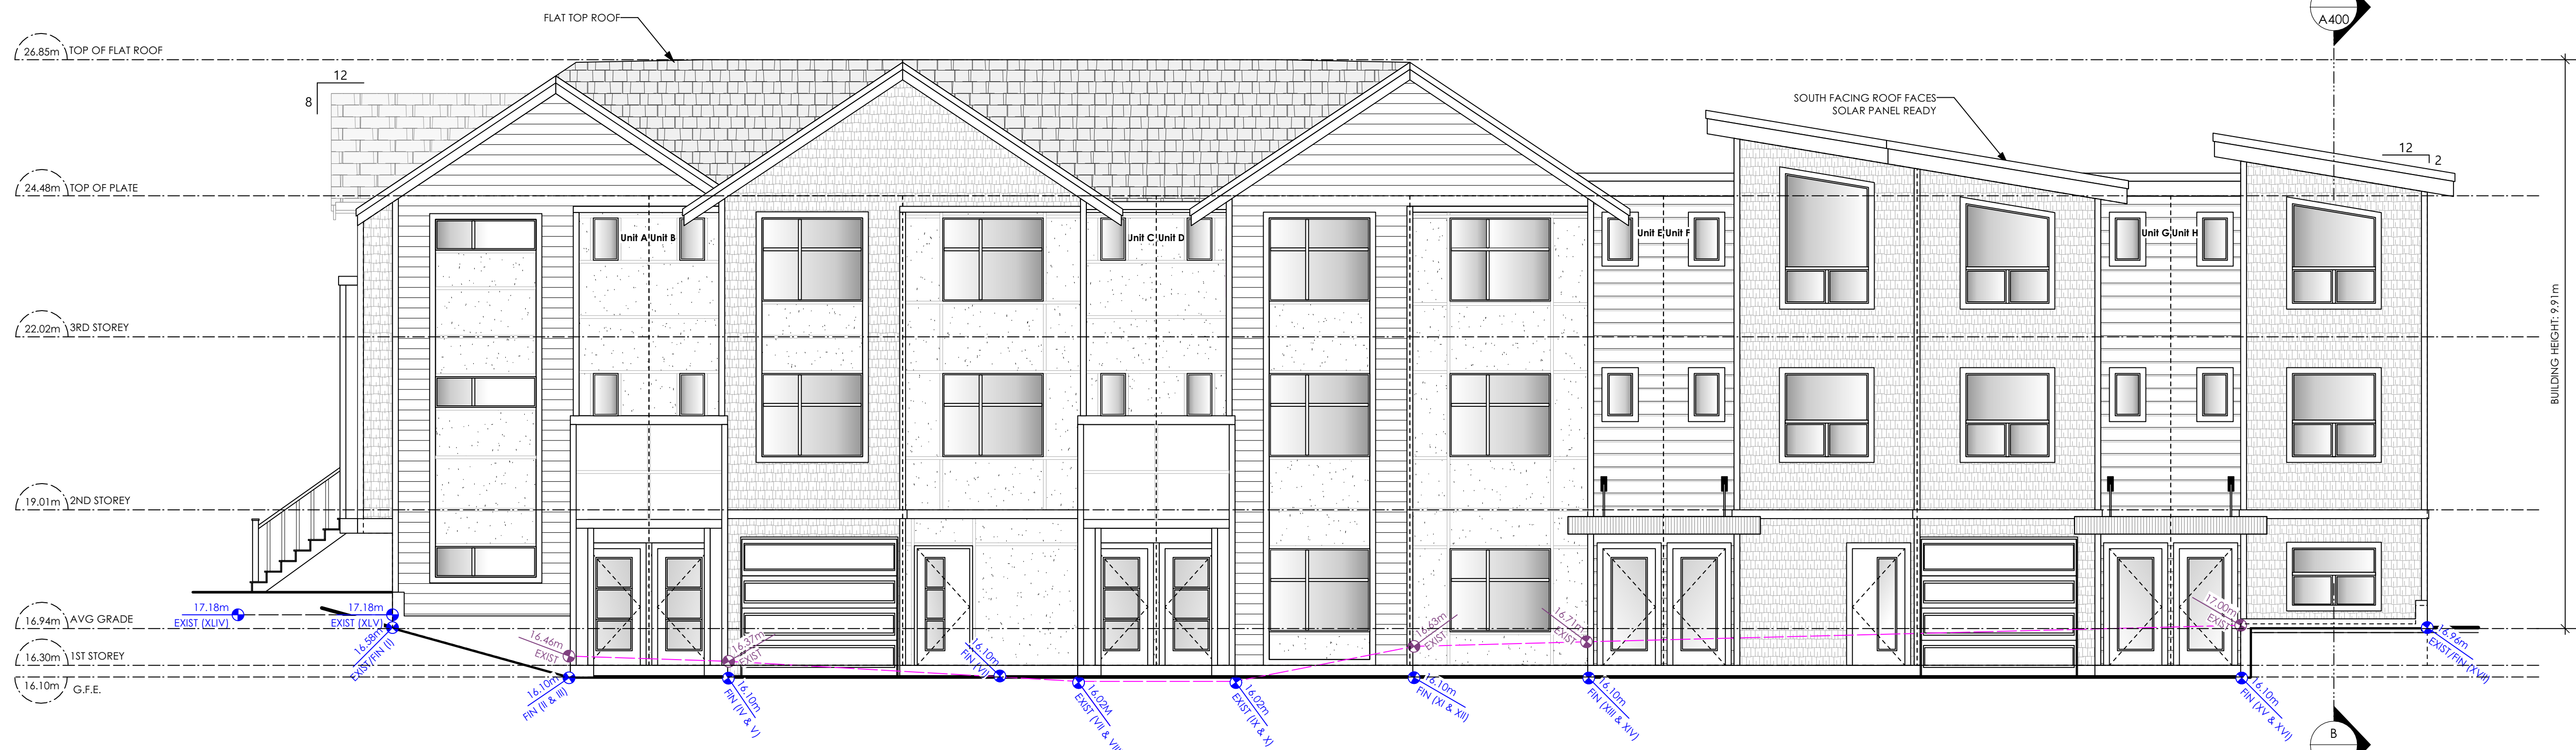 FLAT TOP ROOF
A400
26.85m
TOP OF FLAT ROOF
12
8
SOUTH FACING ROOF FACES
SOLAR PANEL READY
12
2
24.48m
TOP OF PLATE
Unit A
Unit B
Unit C
Unit D
Unit E
Unit F
Unit G
Unit H
22.02m
3RD STOREY
BUILDING HEIGHT: 9.91m
19.01m
2ND STOREY
17.18m
EXIST (XLIV)
17.18m
EXIST (XLV)
16.94m
AVG GRADE
16.58m
EXIST/FIN (I)
16.46m
EXIST
16.37m
EXIST
16.63m
EXIST
16.71m
EXIST
17.00m
EXIST
16.96m
EXIST/FIN (XVII)
16.30m
1ST STOREY
16.10m
G.F.E.
16.10m
FIN (II & III)
16.10m
FIN (IV & V)
16.10m
FIN (VI)
16.02M
EXIST (VII & VIII
16.02m
EXIST (IX & X)
16.10m
FIN (XI & XII)
16.10m
FIN (XIII & XIV)
16.10m
FIN (XV & XVI)
B